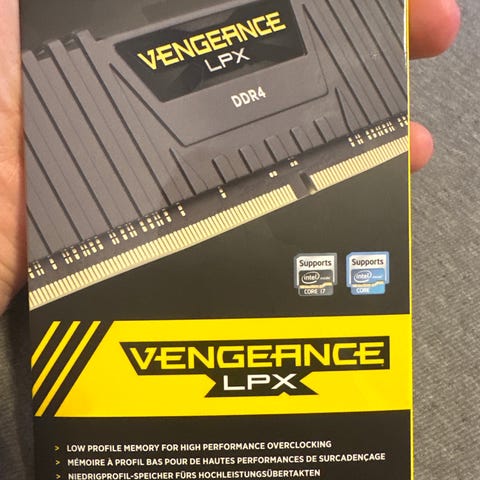 VENGEANCE
LPX
DDR4
Supports
intel
CORE i7
Supports
intel
CORE
VENGEANCE
LPX
> LOW PROFILE MEMORY FOR HIGH PERFORMANCE OVERCLOCKING
> MÉMOIRE À PROFIL BAS POUR DE HAUTES PERFORMANCES DE SURCADENÇAGE
> NIEDRIGPROFIL-SPEICHER FÜRS HOCHLEISTUNGSÜBERTAKTEN